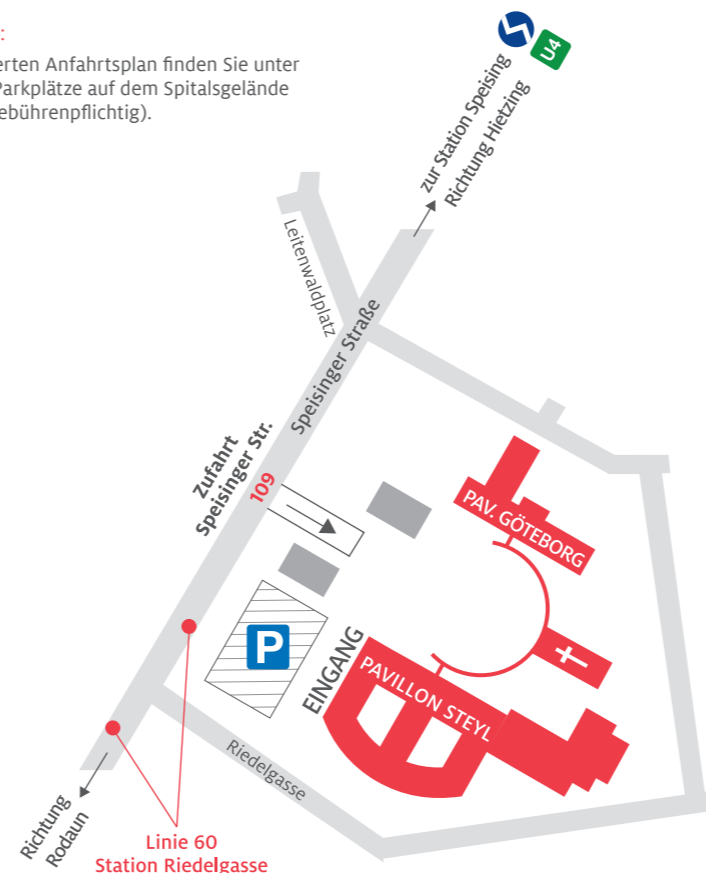 :
erten Anfahrtsplan finden Sie unter
Parkplätze auf dem Spitalsgelände
ebührenpflichtig).
U4
zur Station Speising
Richtung Hietzing
Leitenwaldplatz
Speisinger Straße
Zufahrt
Speisinger Str.
109
PAV. GÖTEBORG
P
EINGANG
PAVILLON STEYL
Riedelgasse
Richtung
Rodaun
Linie 60
Station Riedelgasse